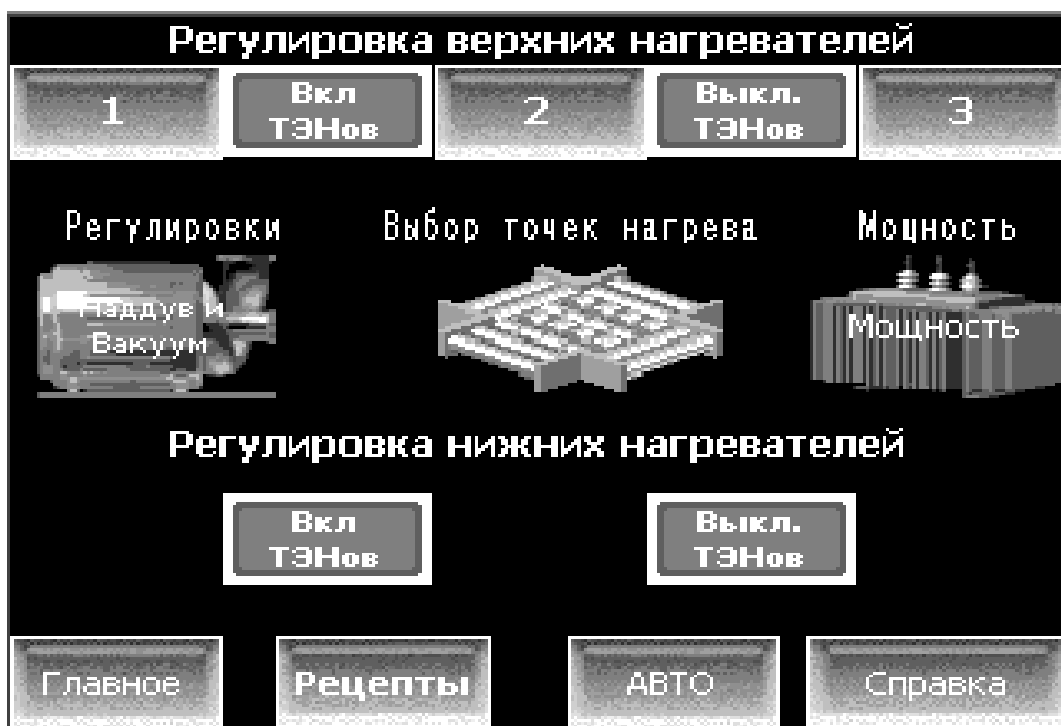 Регулировка верхних нагревателей
1
Вкл
ТЭНов
2
Выкл.
ТЭНов
3
Регулировки
Выбор точек нагрева
Мощность
Наддув и
Вакуум
Мощность
Регулировка нижних нагревателей
Вкл
ТЭНов
Выкл.
ТЭНов
Главное
Рецепты
АВТО
Справка